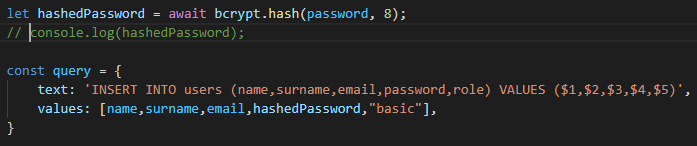 let hashedPassword = await bcrypt.hash(password, 8);
// console.log(hashedPassword);
const query = {
    text: 'INSERT INTO users (name,surname,email,password,role) VALUES ($1,$2,$3,$4,$5)',
    values: [name,surname,email,hashedPassword,"basic"],
}